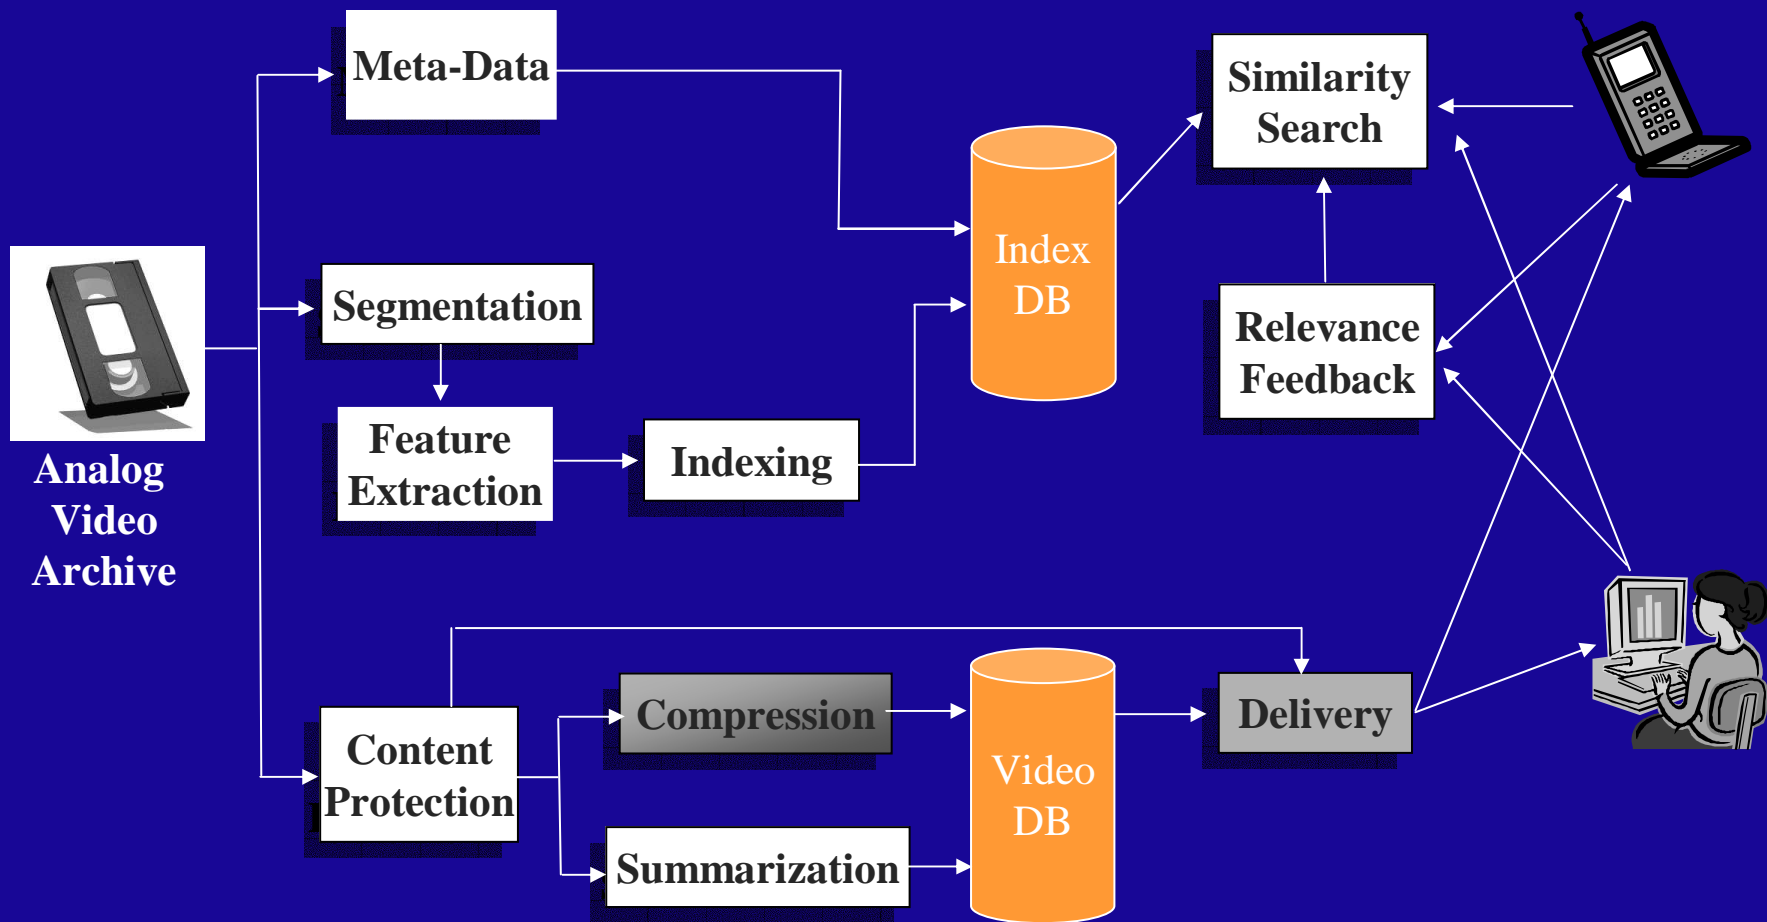 Meta-Data
Similarity
Search
Index
DB
Segmentation
Relevance
Feedback
Feature
Extraction
Indexing
Analog
Video
Archive
Compression
Delivery
Content
Protection
Video
DB
Summarization